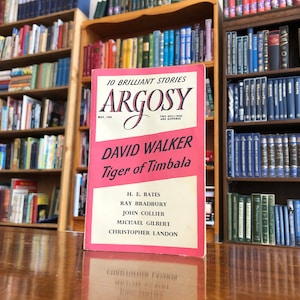 10 BRILLIANT STORIES
ARGOSY
DAVID WALKER
Tiger of Timbala
H. E. BATES
RAY BRADBURY
JOHN COLLIER
MICHAEL GILBERT
CHRISTOPHER LANDON